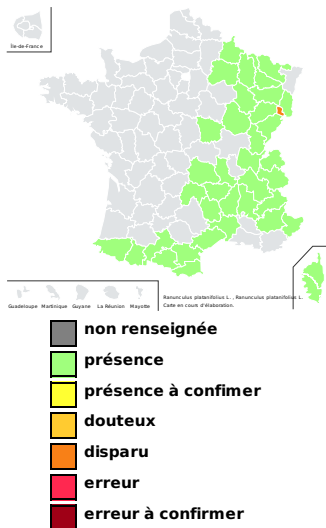 Île-de-France
Guadeloupe Martinique Guyane La Réunion Mayotte
Ranunculus platanifolius L. , Ranunculus platanifolius L.
Carte en cours d'élaboration.
non renseignée
présence
présence à confimer
douteux
disparu
erreur
erreur à confirmer